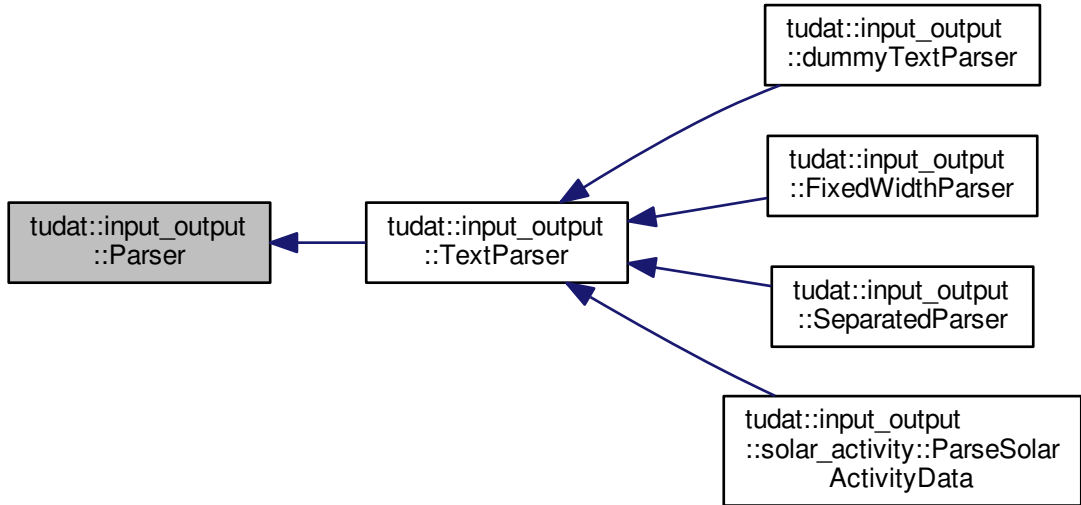 tudat::input_output
::dummyTextParser
tudat::input_output
::FixedWidthParser
tudat::input_output
::Parser
tudat::input_output
::TextParser
tudat::input_output
::SeparatedParser
tudat::input_output
::solar_activity::ParseSolar
ActivityData